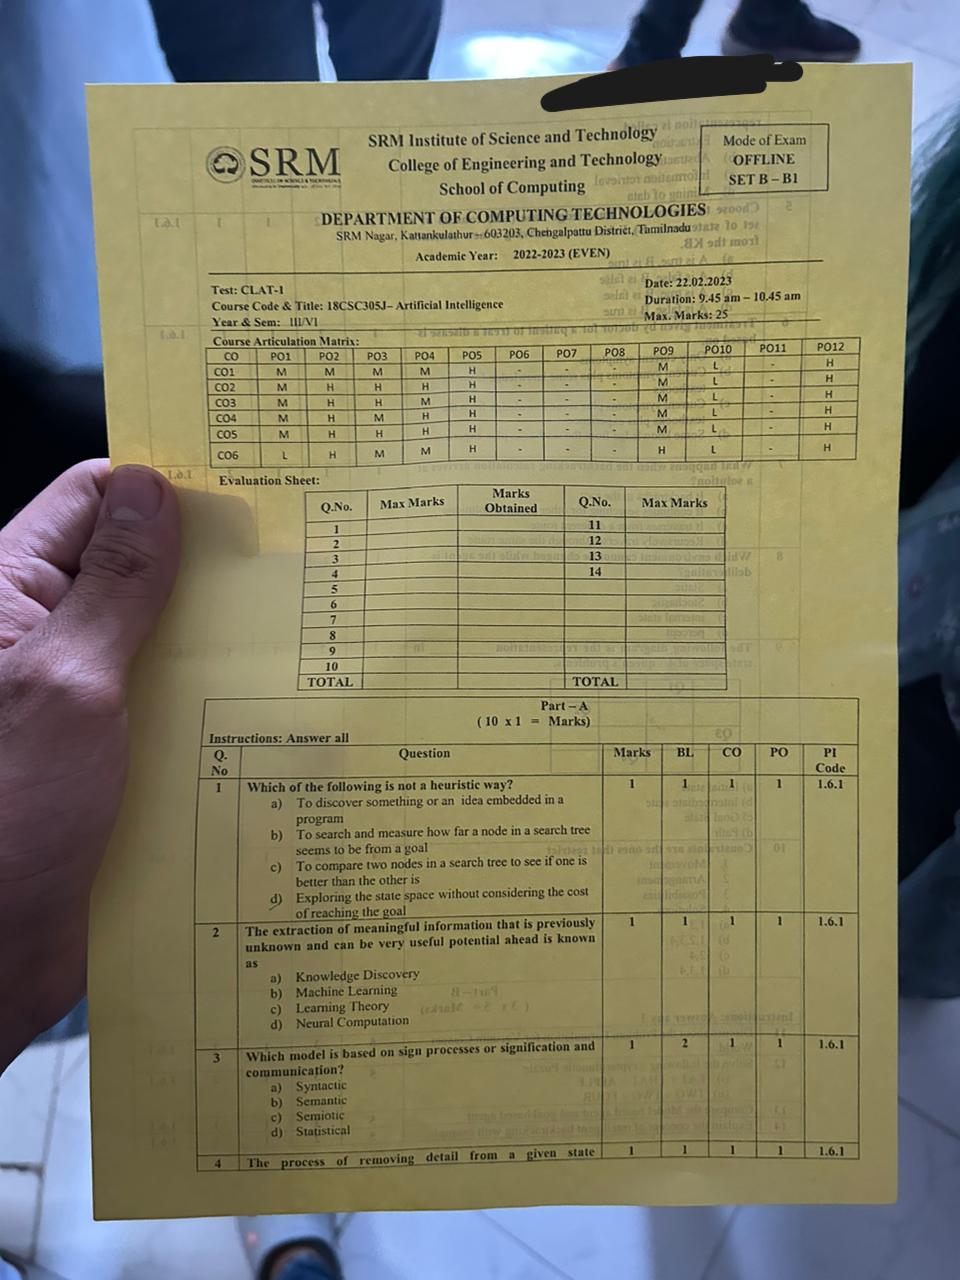 SRM Institute of Science and Technology
College of Engineering and Technology
School of Computing
SRM
Mode of Exam
OFFLINE
SET B – B1
DEPARTMENT OF COMPUTING TECHNOLOGIES
SRM Nagar, Kattankulathur – 603203, Chengalpattu District, Tamilnadu
Academic Year: 2022-2023 (EVEN)
Test: CLAT-1
Course Code & Title: 18CSC305J– Artificial Intelligence
Year & Sem: III/VI
Date: 22.02.2023
Duration: 9.45 am – 10.45 am
Max. Marks: 25
Course Articulation Matrix:
CO PO1 PO2 PO3 PO4 PO5 PO6 PO7 PO8 PO9 PO10 PO11 PO12
CO1 M M M M H - - - M L - H
CO2 M H H H H - - - M L - H
CO3 M H H M H - - - M L - H
CO4 M H M H H - - - M L - H
CO5 M H H H H - - - M L - H
CO6 L H M M H - - - H L - H
Evaluation Sheet:
Q.No. Max Marks Marks Obtained Q.No. Max Marks
1 11
2 12
3 13
4 14
5
6
7
8
9
10
TOTAL TOTAL
Part – A
( 10 x 1 = Marks)
Instructions: Answer all
Q. No Question Marks BL CO PO PI Code
1 Which of the following is not a heuristic way? 1 1 1 1 1.6.1
a) To discover something or an idea embedded in a
program
b) To search and measure how far a node in a search tree
seems to be from a goal
c) To compare two nodes in a search tree to see if one is
better than the other is
d) Exploring the state space without considering the cost
of reaching the goal
2 The extraction of meaningful information that is previously 1 1 1 1 1.6.1
unknown and can be very useful potential ahead is known
as
a) Knowledge Discovery
b) Machine Learning
c) Learning Theory
d) Neural Computation
3 Which model is based on sign processes or signification and 1 2 1 1 1.6.1
communication?
a) Syntactic
b) Semantic
c) Semiotic
d) Statistical
4 The process of removing detail from a given state 1 1 1 1 1.6.1